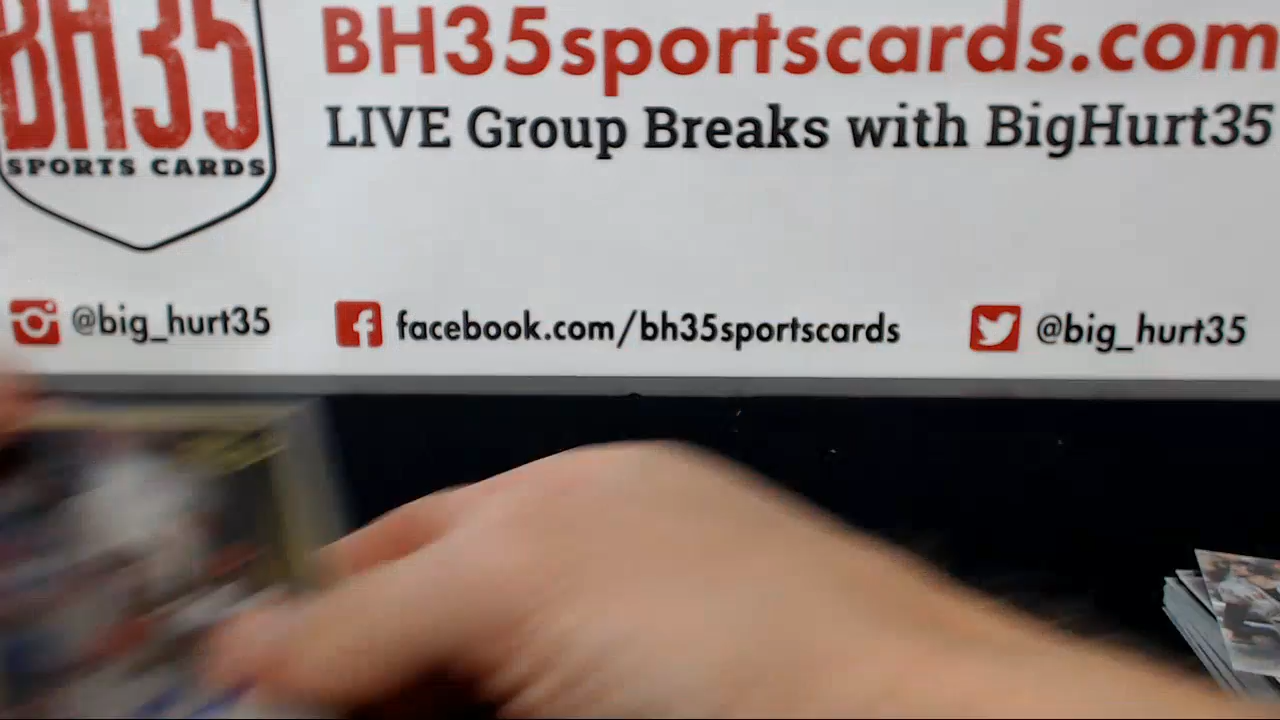 BH35
SPORTS CARDS
BH35sportscards.com
LIVE Group Breaks with BigHurt35
@big_hurt35
facebook.com/bh35sportscards
@big_hurt35